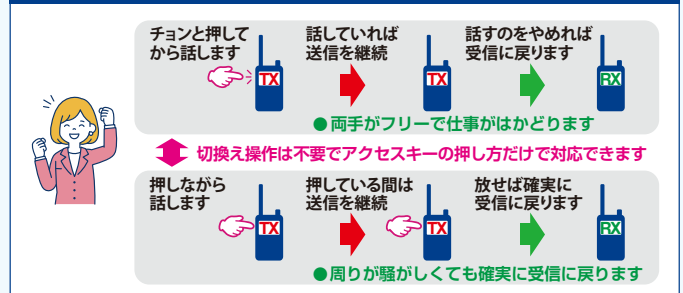 チョンと押して
から話します
話していれば
送信を継続
話すのをやめれば
受信に戻ります
TX
TX
RX
●両手がフリーで仕事がはかどります
切換え操作は不要でアクセスキーの押し方だけで対応できます
押しながら
話します
押している間は
送信を継続
放せば確実に
受信に戻ります
TX
TX
RX
●周りが騒がしくても確実に受信に戻ります